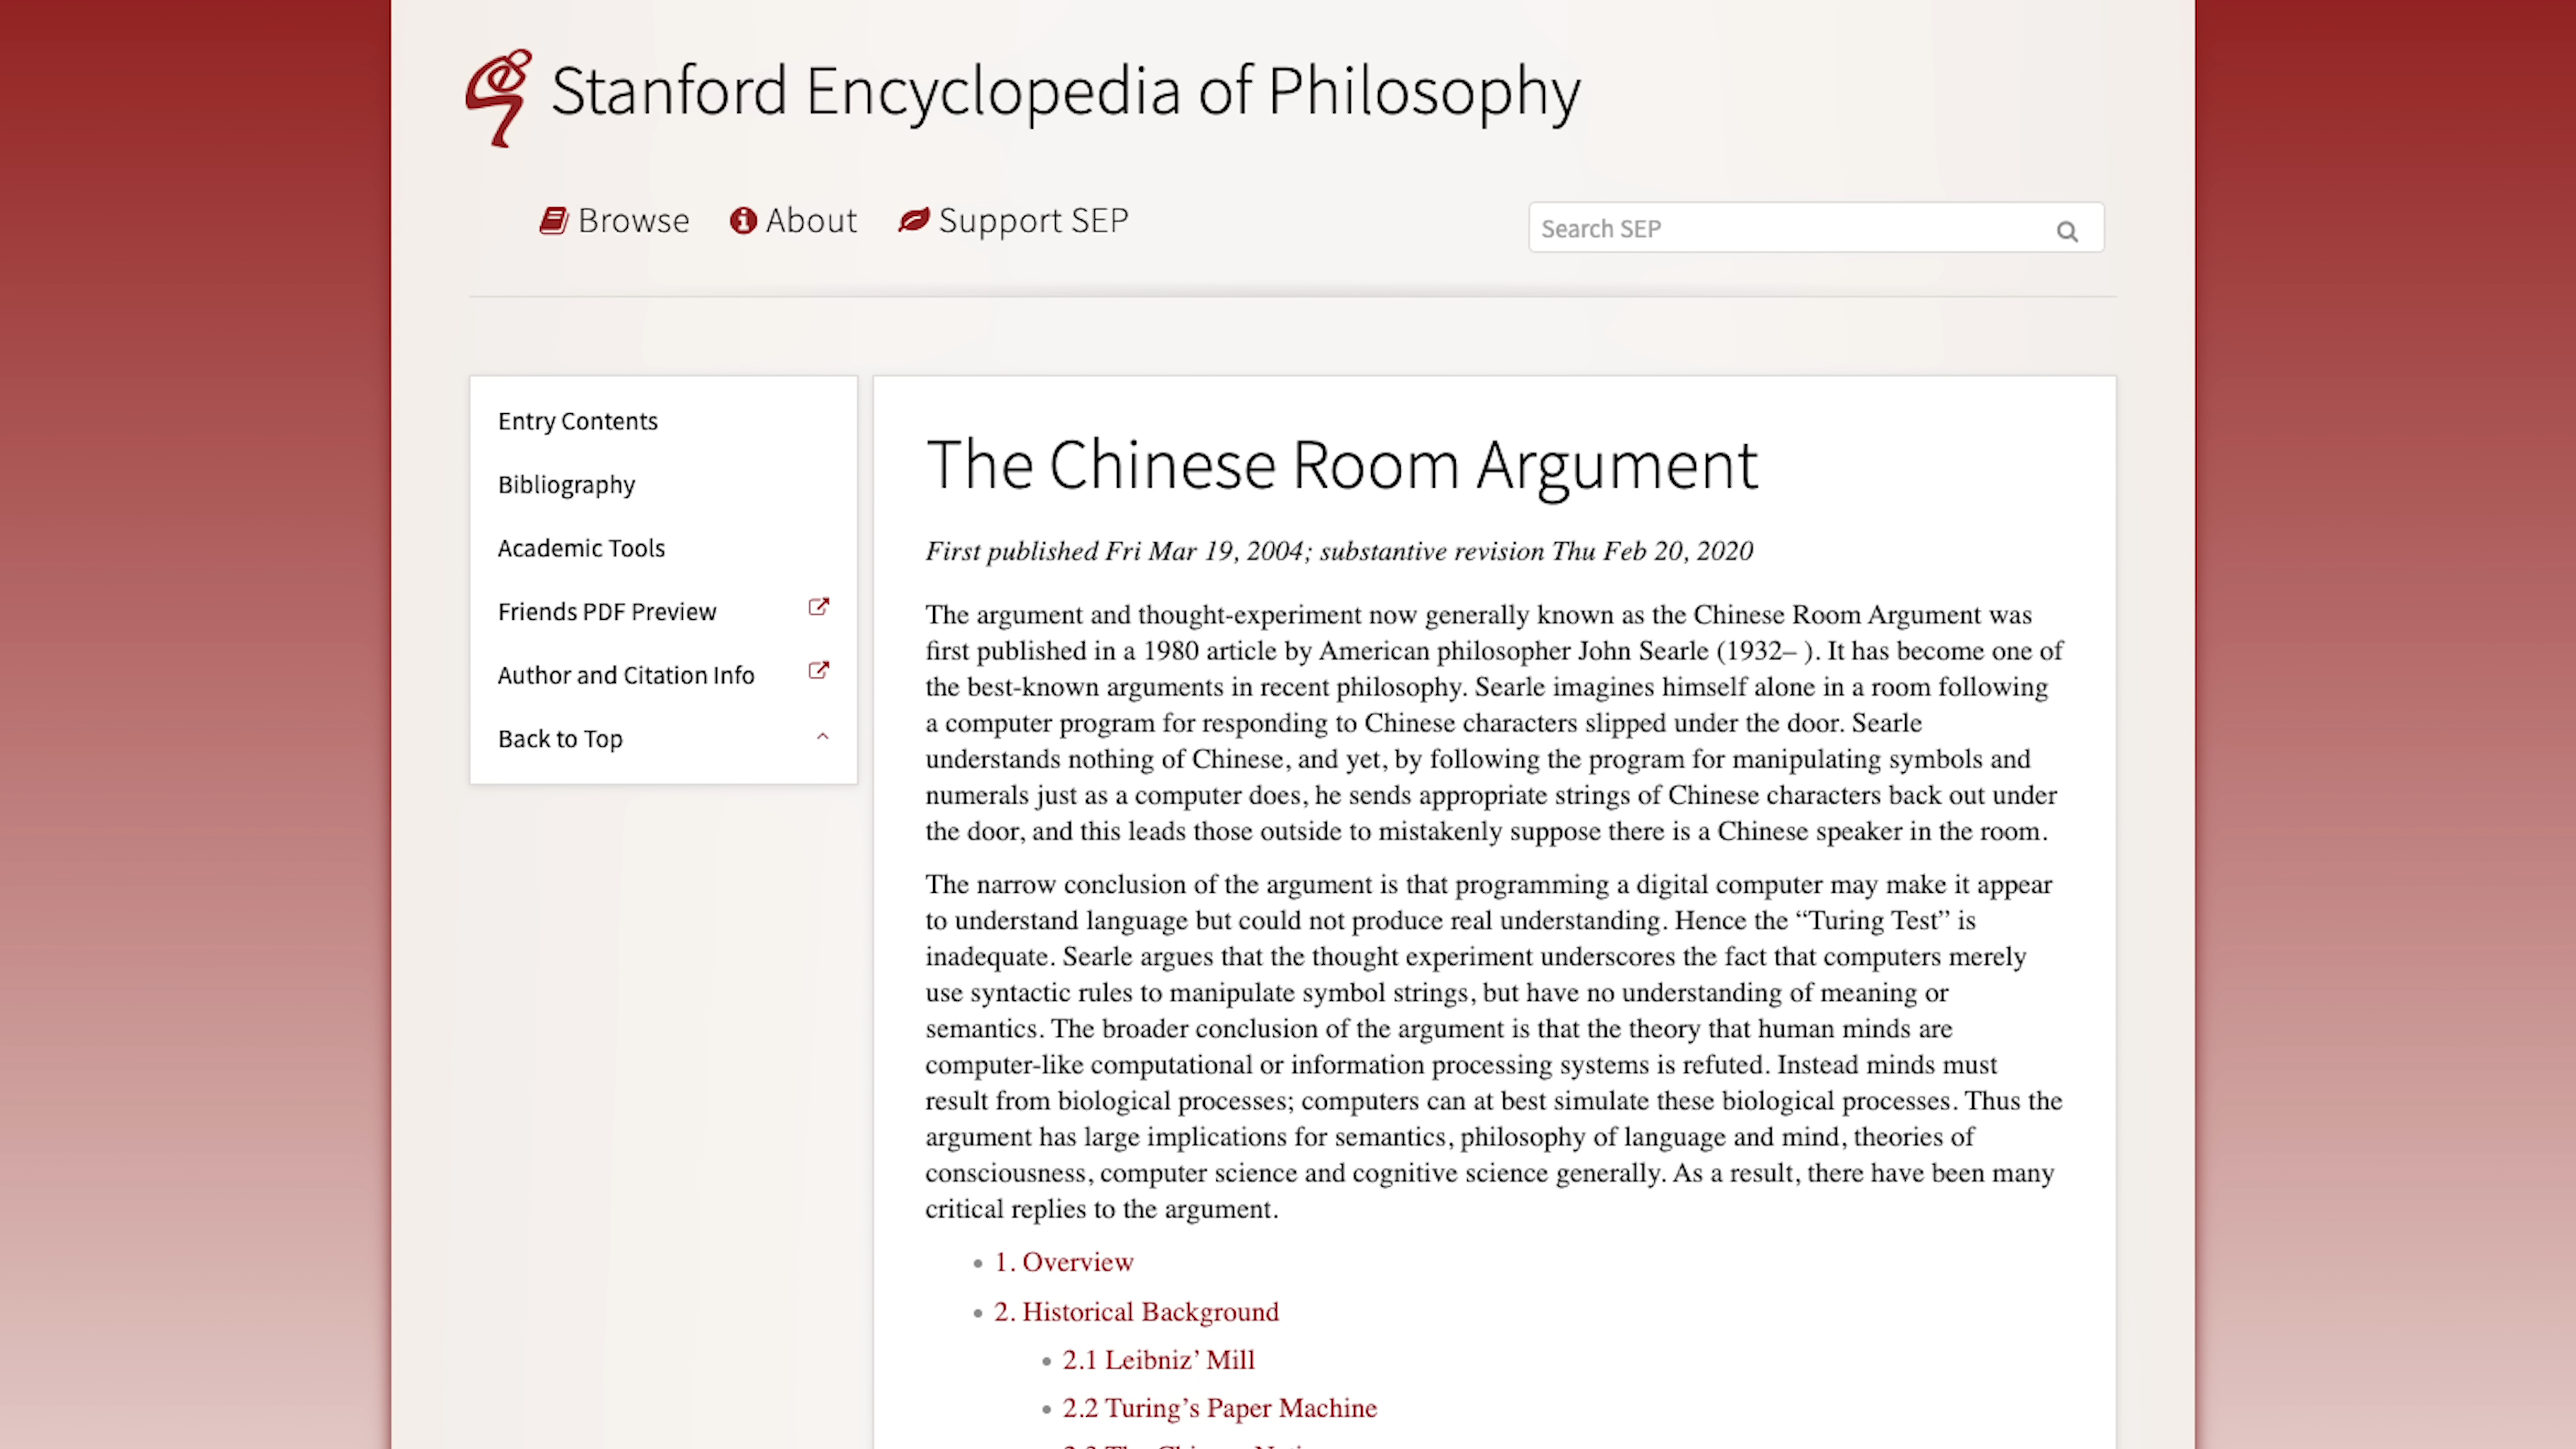 Stanford Encyclopedia of Philosophy
Browse
About
Support SEP
Search SEP
Entry Contents
Bibliography
Academic Tools
Friends PDF Preview
Author and Citation Info
Back to Top
The Chinese Room Argument
First published Fri Mar 19, 2004; substantive revision Thu Feb 20, 2020
The argument and thought-experiment now generally known as the Chinese Room Argument was
first published in a 1980 article by American philosopher John Searle (1932– ). It has become one of
the best-known arguments in recent philosophy. Searle imagines himself alone in a room following
a computer program for responding to Chinese characters slipped under the door. Searle
understands nothing of Chinese, and yet, by following the program for manipulating symbols and
numerals just as a computer does, he sends appropriate strings of Chinese characters back out under
the door, and this leads those outside to mistakenly suppose there is a Chinese speaker in the room.
The narrow conclusion of the argument is that programming a digital computer may make it appear
to understand language but could not produce real understanding. Hence the “Turing Test” is
inadequate. Searle argues that the thought experiment underscores the fact that computers merely
use syntactic rules to manipulate symbol strings, but have no understanding of meaning or
semantics. The broader conclusion of the argument is that the theory that human minds are
computer-like computational or information processing systems is refuted. Instead minds must
result from biological processes; computers can at best simulate these biological processes. Thus the
argument has large implications for semantics, philosophy of language and mind, theories of
consciousness, computer science and cognitive science generally. As a result, there have been many
critical replies to the argument.
• 1. Overview
• 2. Historical Background
• 2.1 Leibniz’ Mill
• 2.2 Turing’s Paper Machine